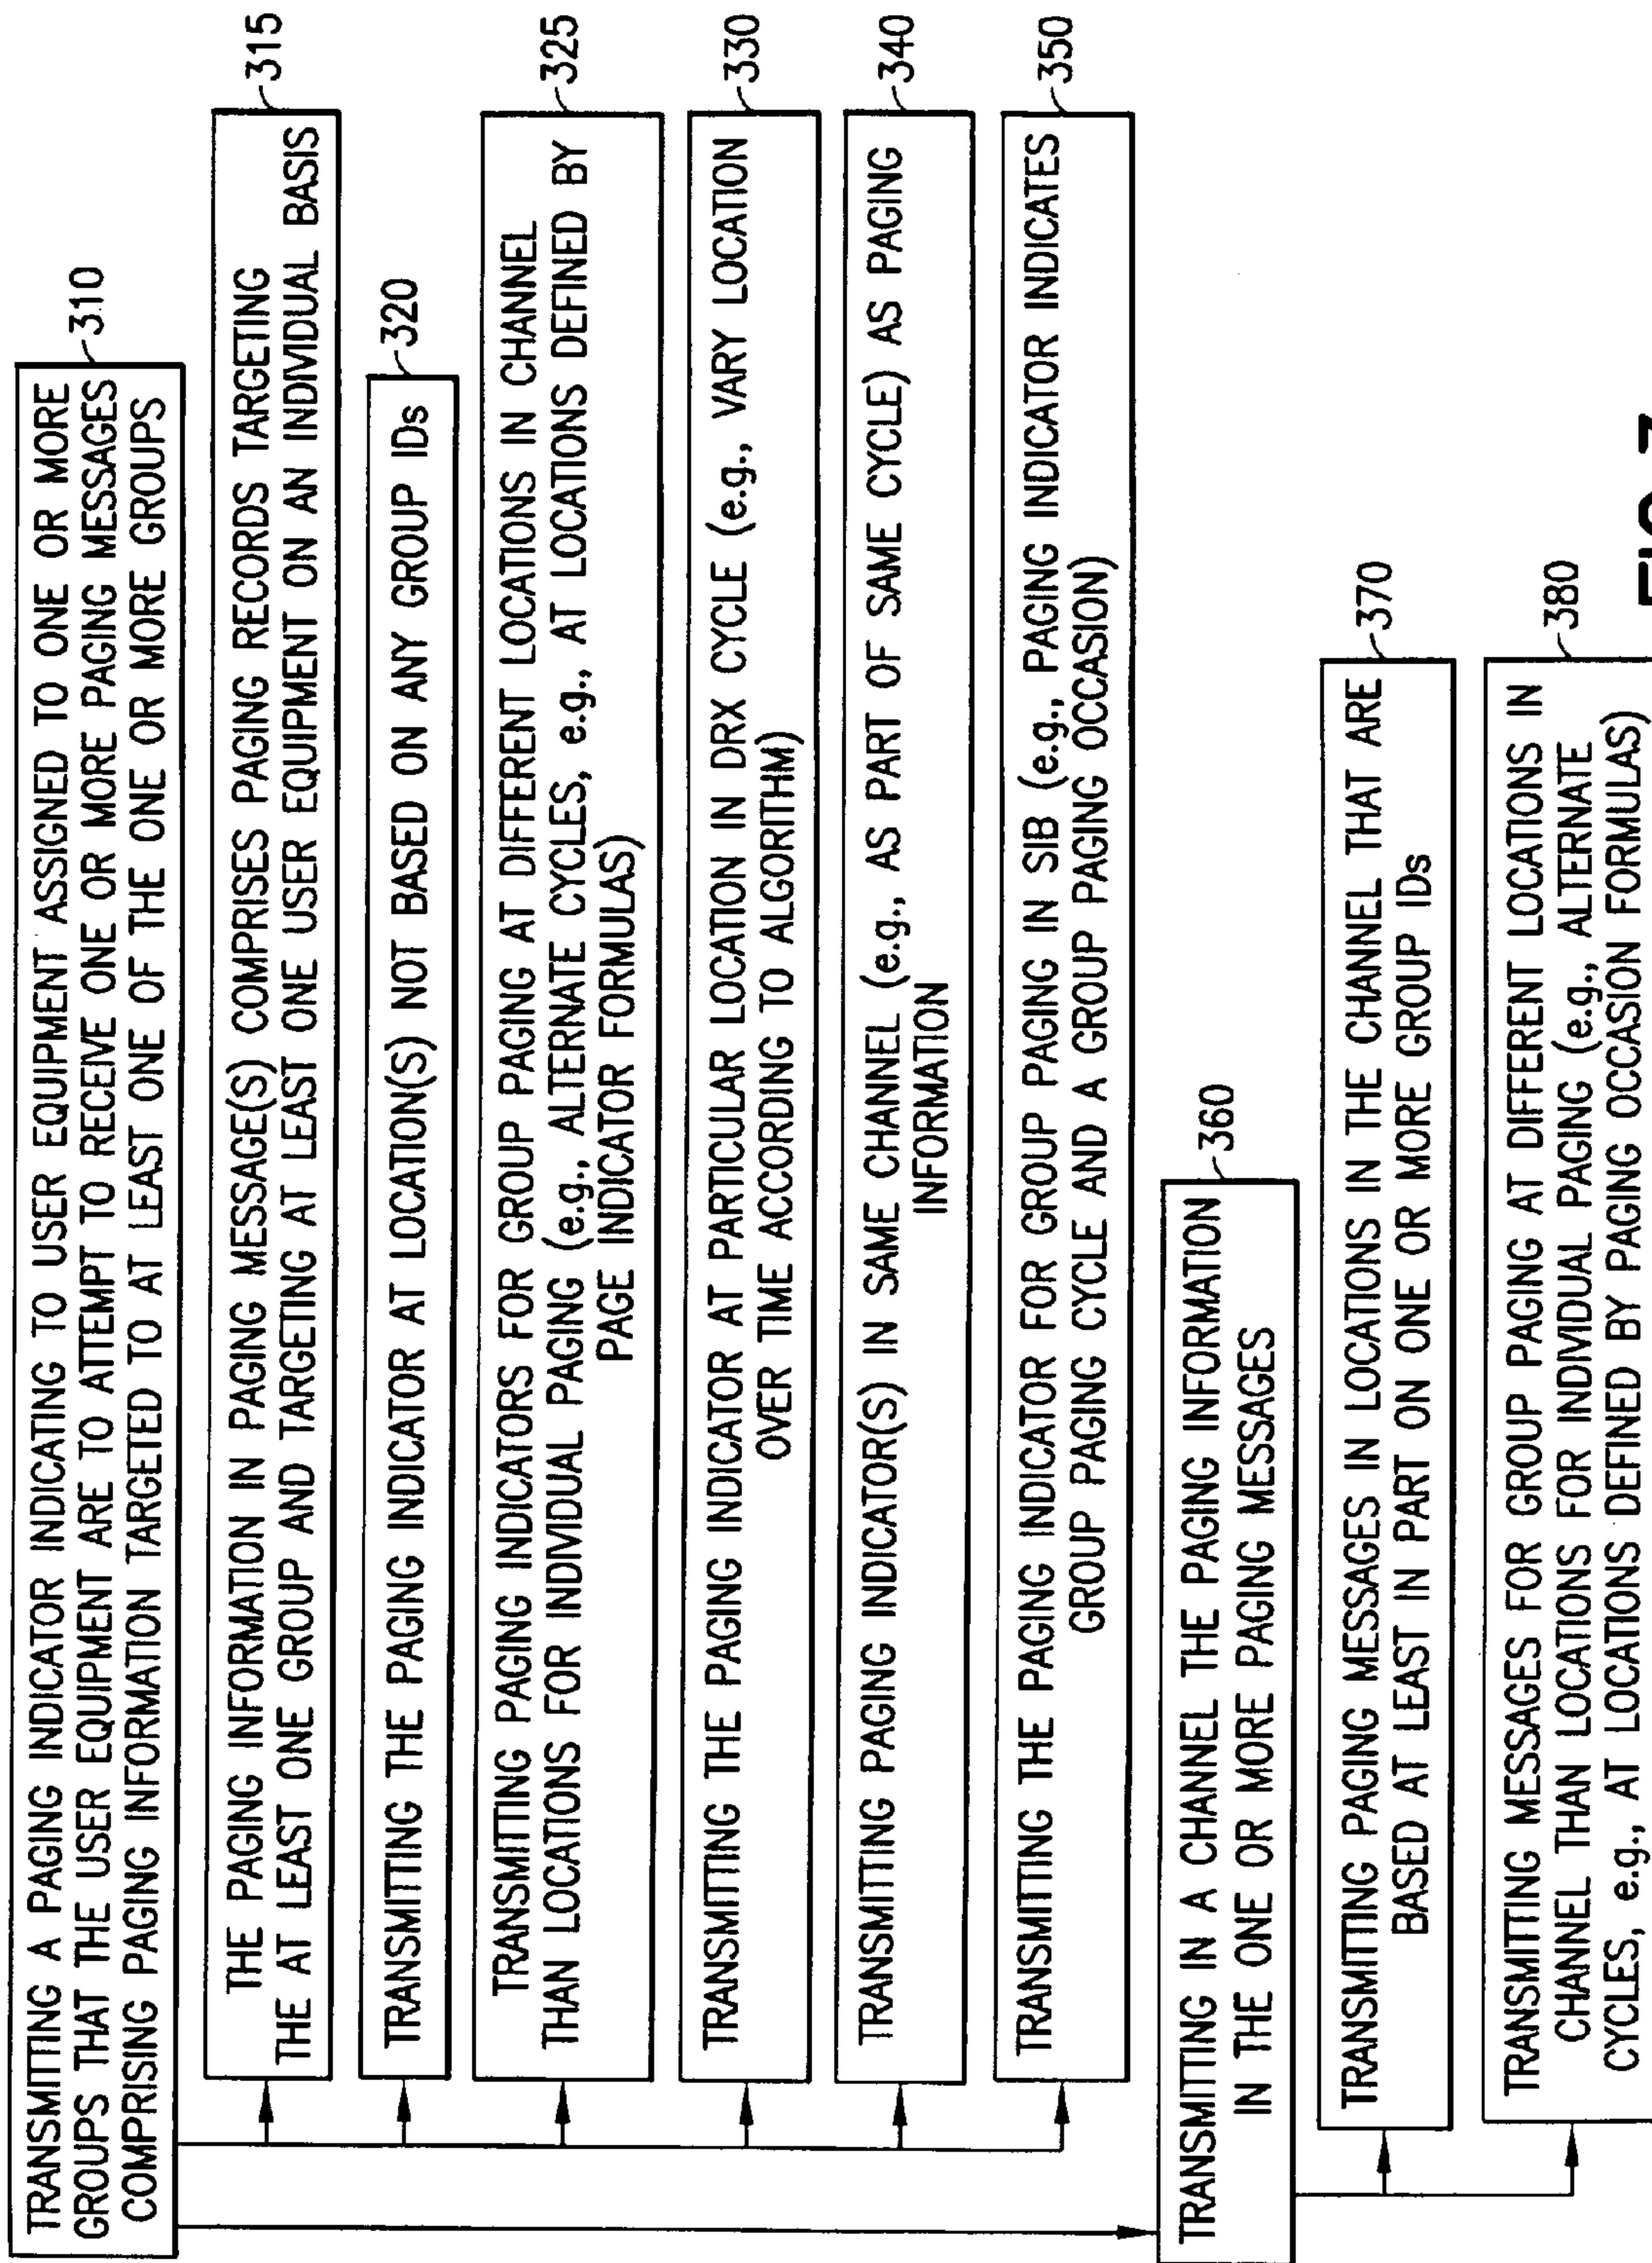 TRANSMITTING A PAGING INDICATOR INDICATING TO USER EQUIPMENT ASSIGNED TO ONE OR MORE
GROUPS THAT THE USER EQUIPMENT ARE TO ATTEMPT TO RECEIVE ONE OR MORE PAGING MESSAGES
COMPRISING PAGING INFORMATION TARGETED TO AT LEAST ONE OF THE ONE OR MORE GROUPS
310
THE PAGING INFORMATION IN PAGING MESSAGE(S) COMPRISES PAGING RECORDS TARGETING
THE AT LEAST ONE GROUP AND TARGETING AT LEAST ONE USER EQUIPMENT ON AN INDIVIDUAL BASIS
315
TRANSMITTING THE PAGING INDICATOR AT LOCATION(S) NOT BASED ON ANY GROUP IDs
320
TRANSMITTING PAGING INDICATORS FOR GROUP PAGING AT DIFFERENT LOCATIONS IN CHANNEL
THAN LOCATIONS FOR INDIVIDUAL PAGING (e.g., ALTERNATE CYCLES, e.g., AT LOCATIONS DEFINED BY
PAGE INDICATOR FORMULAS)
325
TRANSMITTING THE PAGING INDICATOR AT PARTICULAR LOCATION IN DRX CYCLE (e.g., VARY LOCATION
OVER TIME ACCORDING TO ALGORITHM)
330
TRANSMITTING PAGING INDICATOR(S) IN SAME CHANNEL (e.g., AS PART OF SAME CYCLE) AS PAGING
INFORMATION
340
TRANSMITTING THE PAGING INDICATOR FOR GROUP PAGING IN SIB (e.g., PAGING INDICATOR INDICATES
GROUP PAGING CYCLE AND A GROUP PAGING OCCASION)
350
TRANSMITTING IN A CHANNEL THE PAGING INFORMATION
IN THE ONE OR MORE PAGING MESSAGES
360
TRANSMITTING PAGING MESSAGES IN LOCATIONS IN THE CHANNEL THAT ARE
BASED AT LEAST IN PART ON ONE OR MORE GROUP IDs
370
TRANSMITTING MESSAGES FOR GROUP PAGING AT DIFFERENT LOCATIONS IN
CHANNEL THAN LOCATIONS FOR INDIVIDUAL PAGING (e.g., ALTERNATE
CYCLES, e.g., AT LOCATIONS DEFINED BY PAGING OCCASION FORMULAS)
380